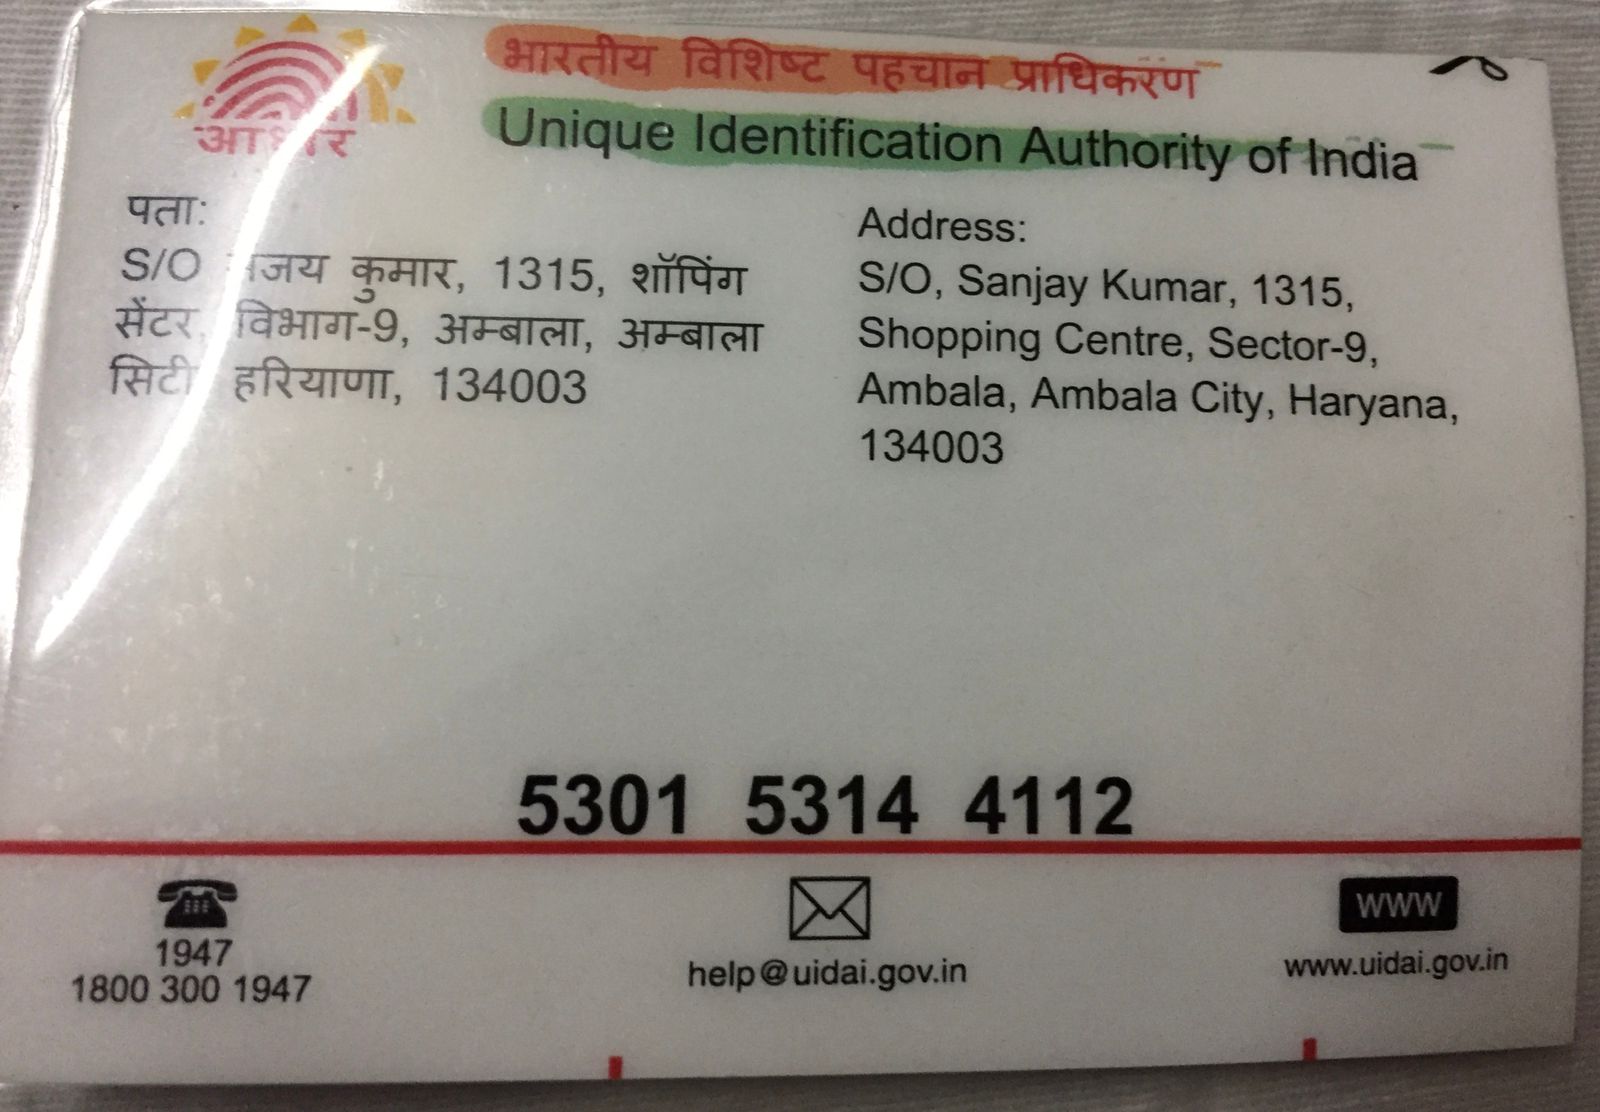 आधार
भारतीय विशिष्ट पहचान प्राधिकरण
Unique Identification Authority of India
पता:
S/O कुमार, 1315, शॉपिंग
सेंटर, विभाग-9, अम्बाला, अम्बाला
सिटी हरियाणा, 134003
Address:
S/O, Sanjay Kumar, 1315,
Shopping Centre, Sector-9,
Ambala, Ambala City, Haryana,
134003
5301 5314 4112
1947
1800 300 1947
help@uidai.gov.in
www
www.uidai.gov.in